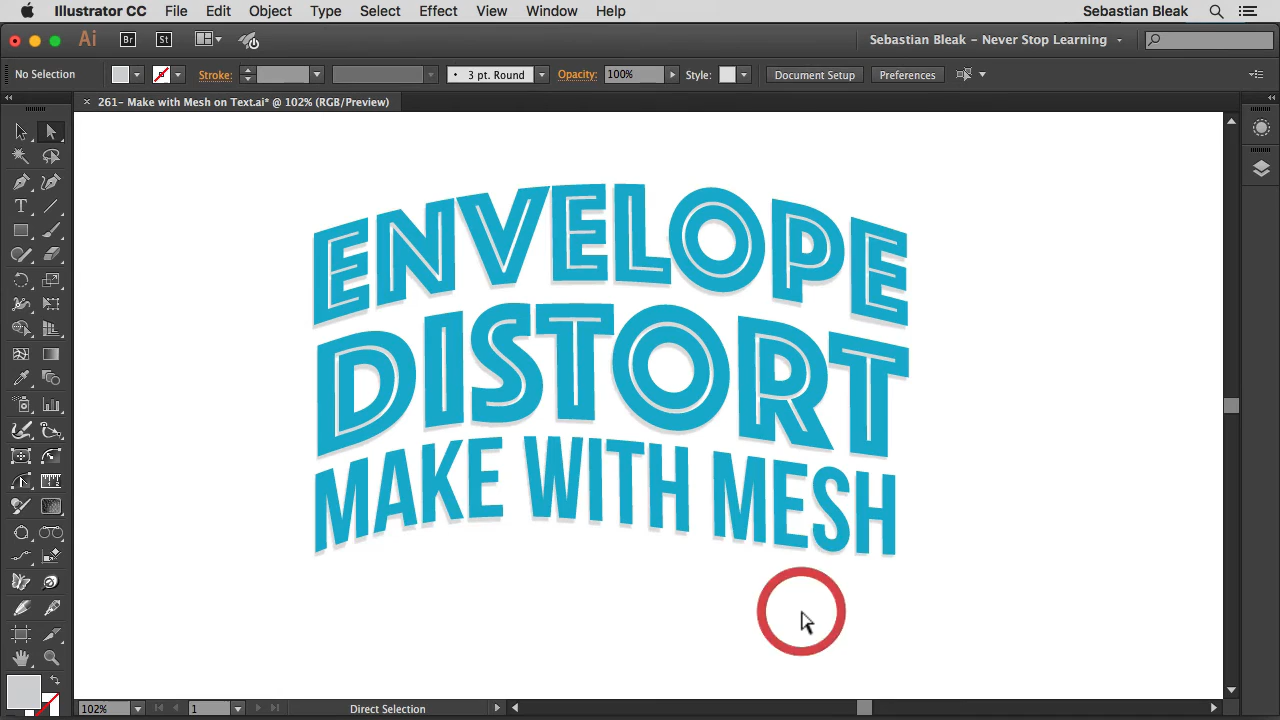 Illustrator CC File Edit Object Type Select Effect View Window Help Sebastian Bleak
Ai Br St Sebastian Bleak – Never Stop Learning
No Selection Stroke: 3 pt. Round Opacity: 100% Style: Document Setup Preferences
× 261- Make with Mesh on Text.ai* @ 102% (RGB/Preview)
ENVELOPE
DISTORT
MAKE WITH MESH
102% 1 Direct Selection